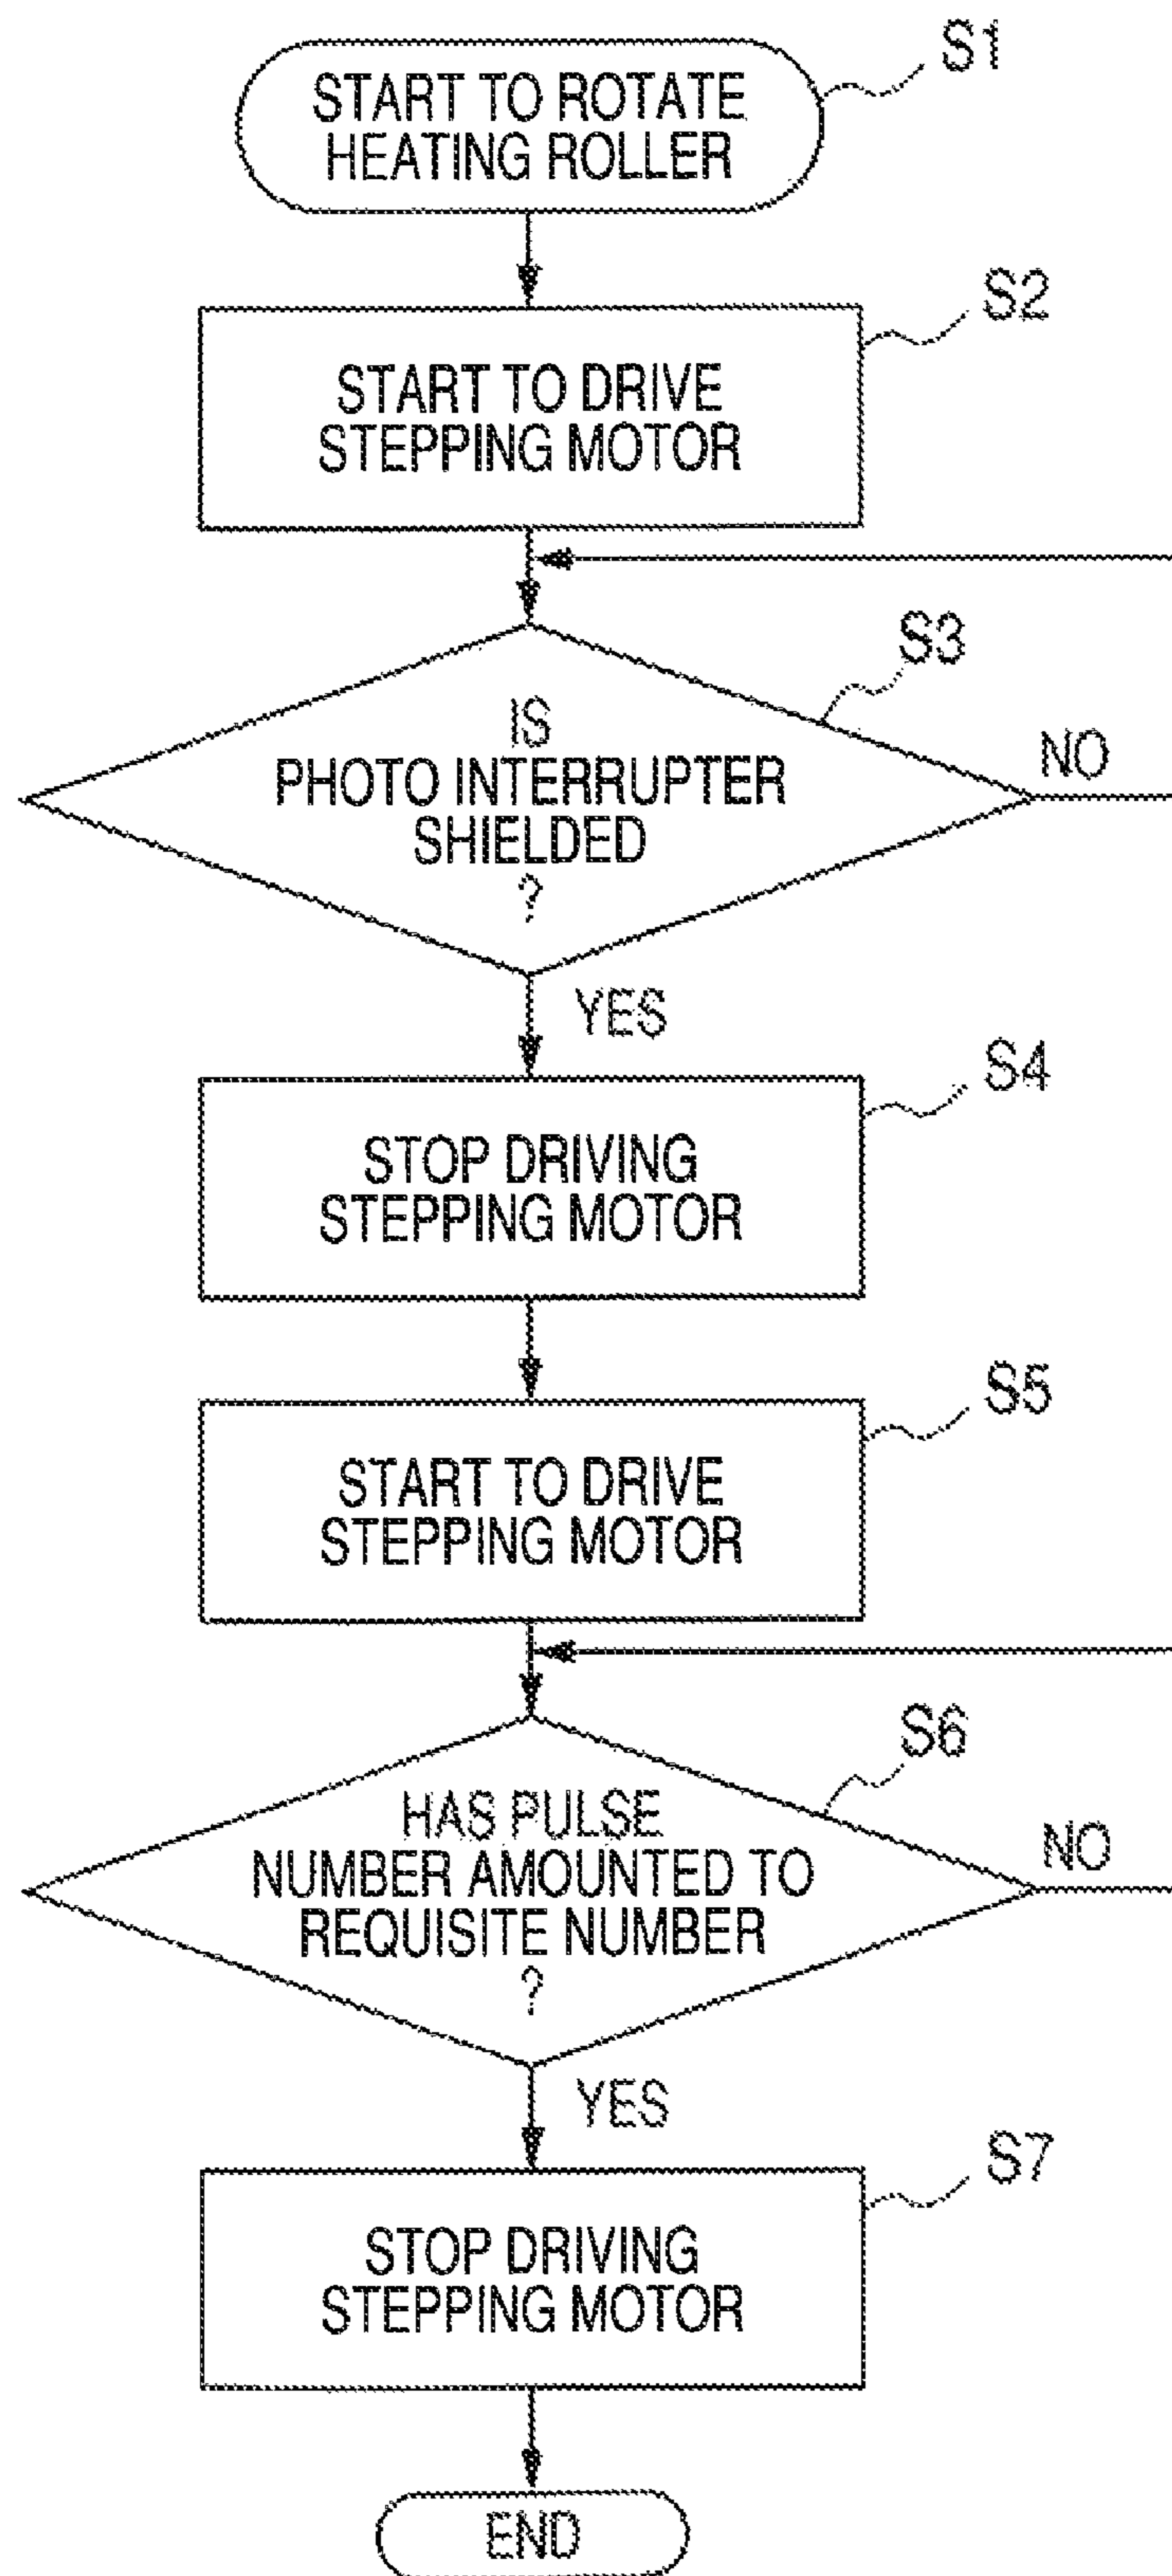 S1
START TO ROTATE
HEATING ROLLER
S2
START TO DRIVE
STEPPING MOTOR
S3
IS
PHOTO INTERRUPTER
SHIELDED
?
NO
YES
S4
STOP DRIVING
STEPPING MOTOR
S5
START TO DRIVE
STEPPING MOTOR
S6
HAS PULSE
NUMBER AMOUNTED TO
REQUISITE NUMBER
?
NO
YES
S7
STOP DRIVING
STEPPING MOTOR
END